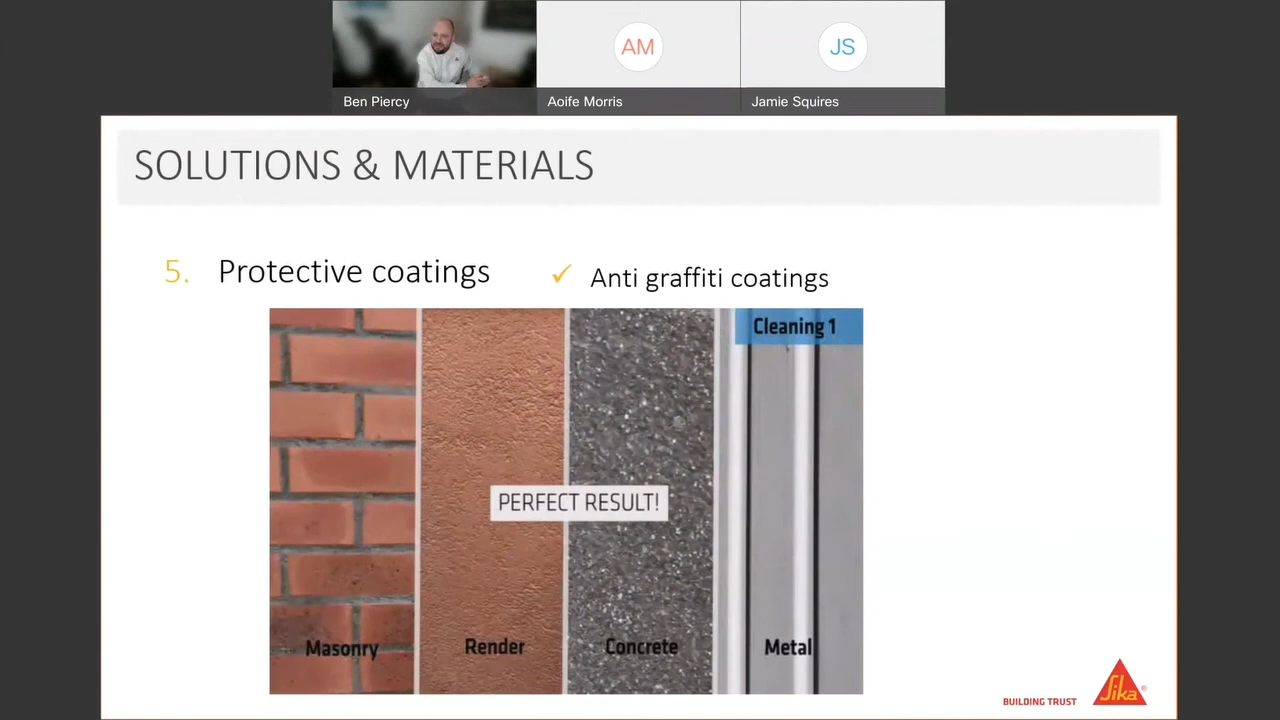 AM
JS
Ben Piercy
Aoife Morris
Jamie Squires
SOLUTIONS & MATERIALS
5. Protective coatings
✓ Anti graffiti coatings
Cleaning 1
PERFECT RESULT!
Masonry
Render
Concrete
Metal
BUILDING TRUST
Sika®